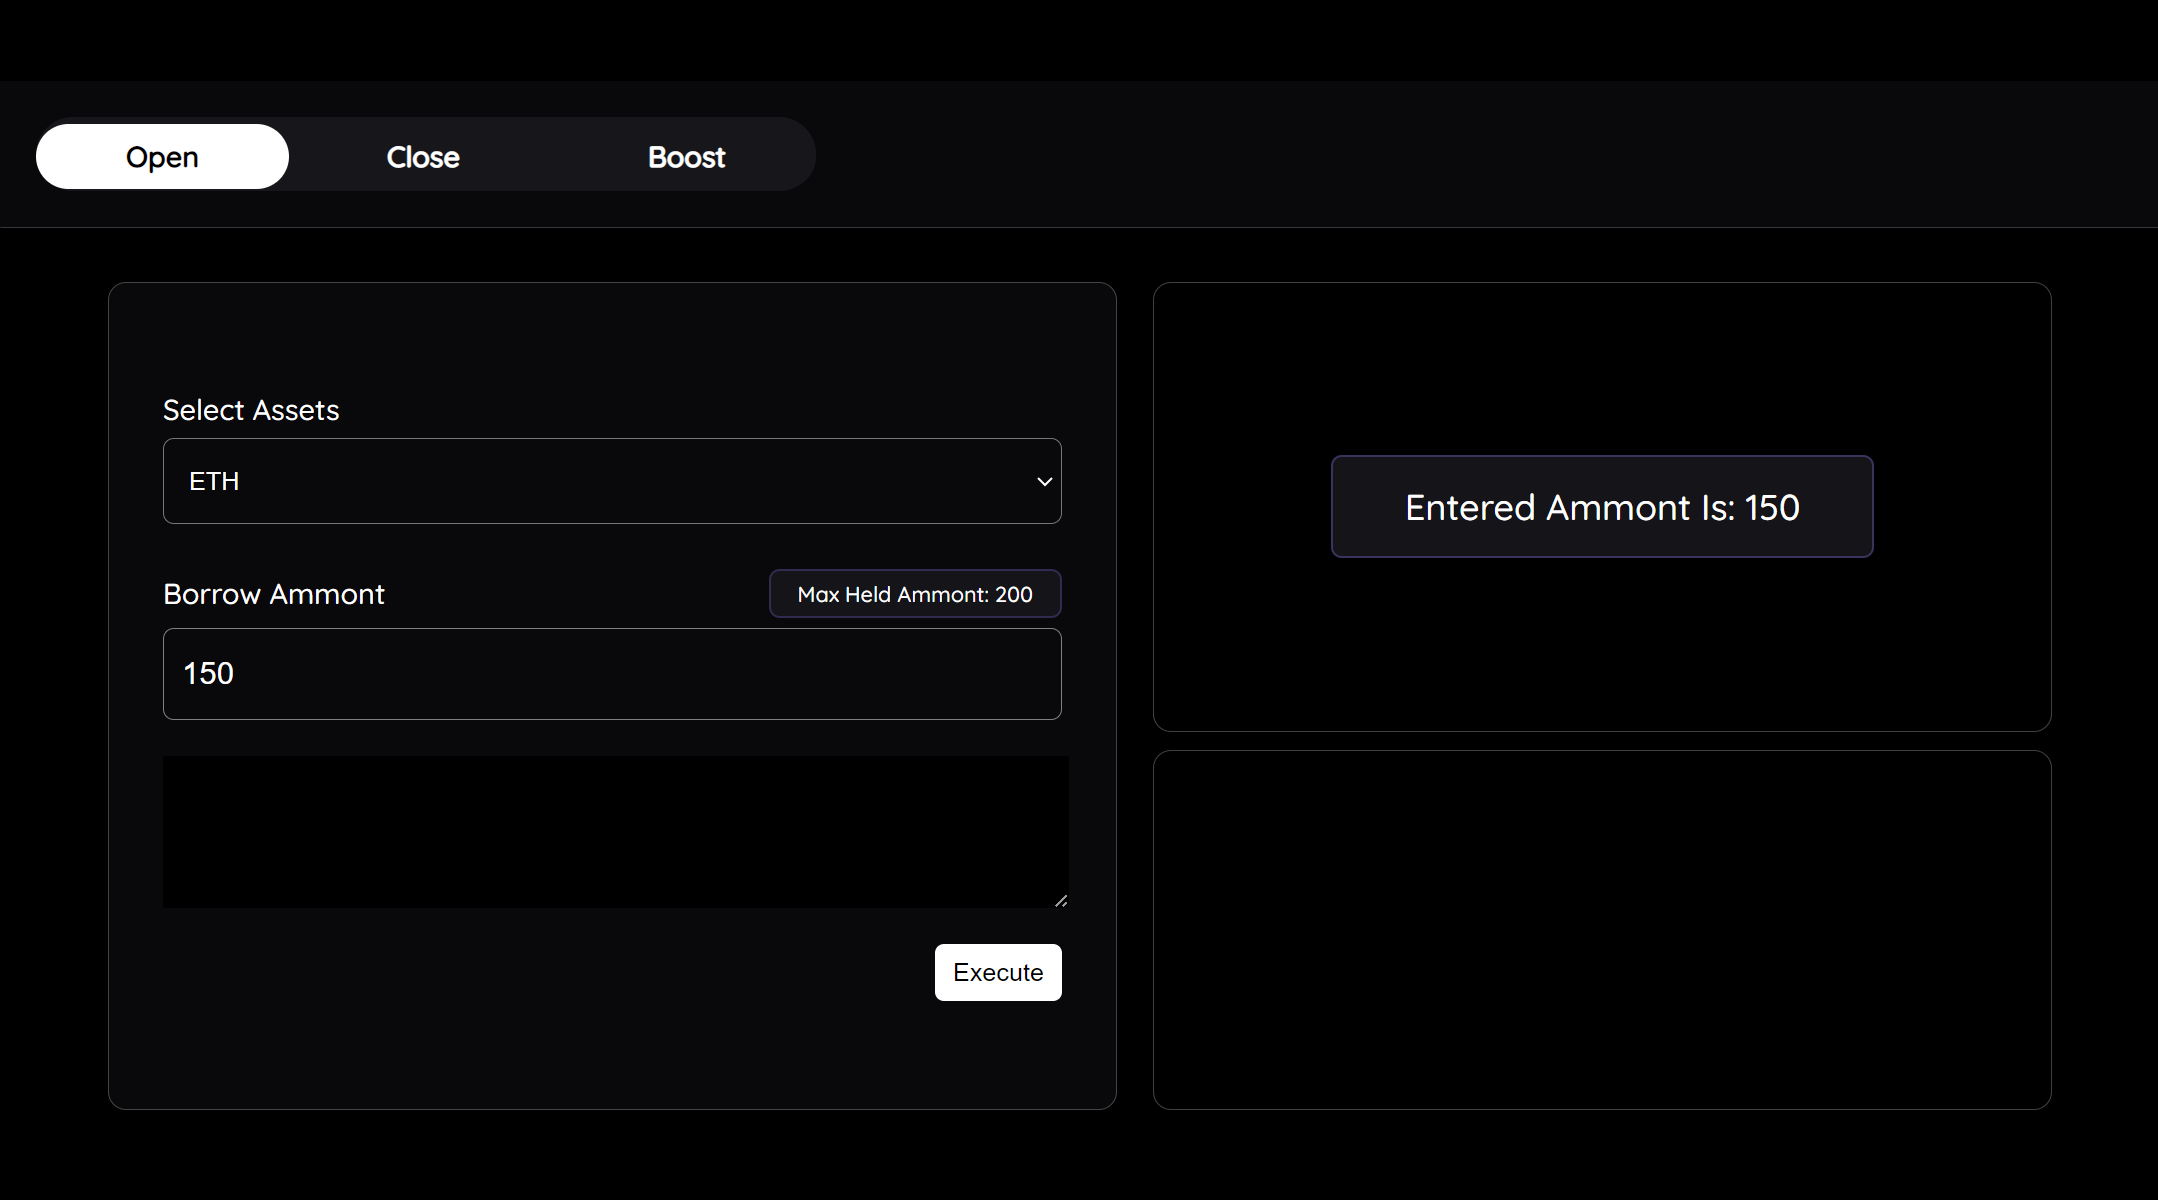 Open Close Boost
Select Assets
ETH
Borrow Ammont
Max Held Ammont: 200
150
Execute
Entered Ammont Is: 150